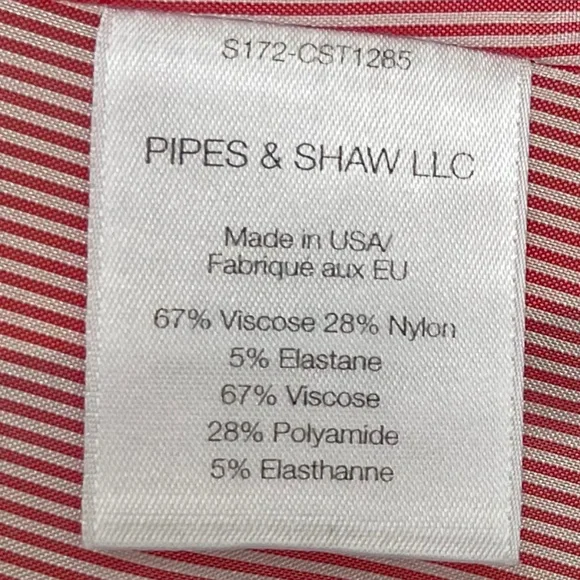 S172-CST1285
PIPES & SHAW LLC
Made in USA/
Fabriqué aux EU
67% Viscose 28% Nylon
5% Elastane
67% Viscose
28% Polyamide
5% Elasthanne